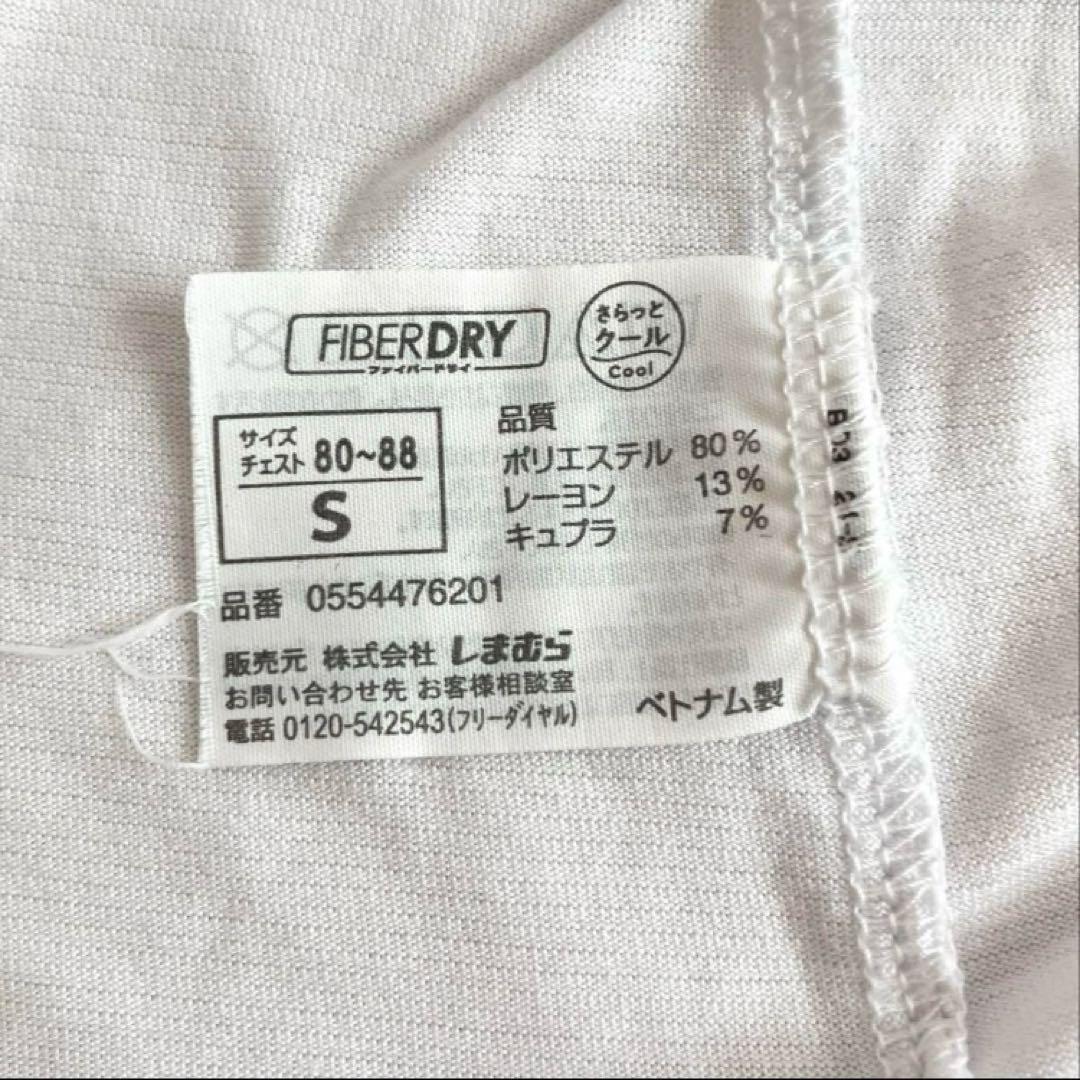 FIBERDRY
ファイバードライ
さらっと
クール
Cool
サイズ
チェスト 80~88
S
品質
ポリエステル 80%
レーヨン 13%
キュプラ 7%
品番 0554476201
販売元 株式会社 しまむら
お問い合わせ先 お客様相談室
電話 0120-542543(フリーダイヤル)
ベトナム製